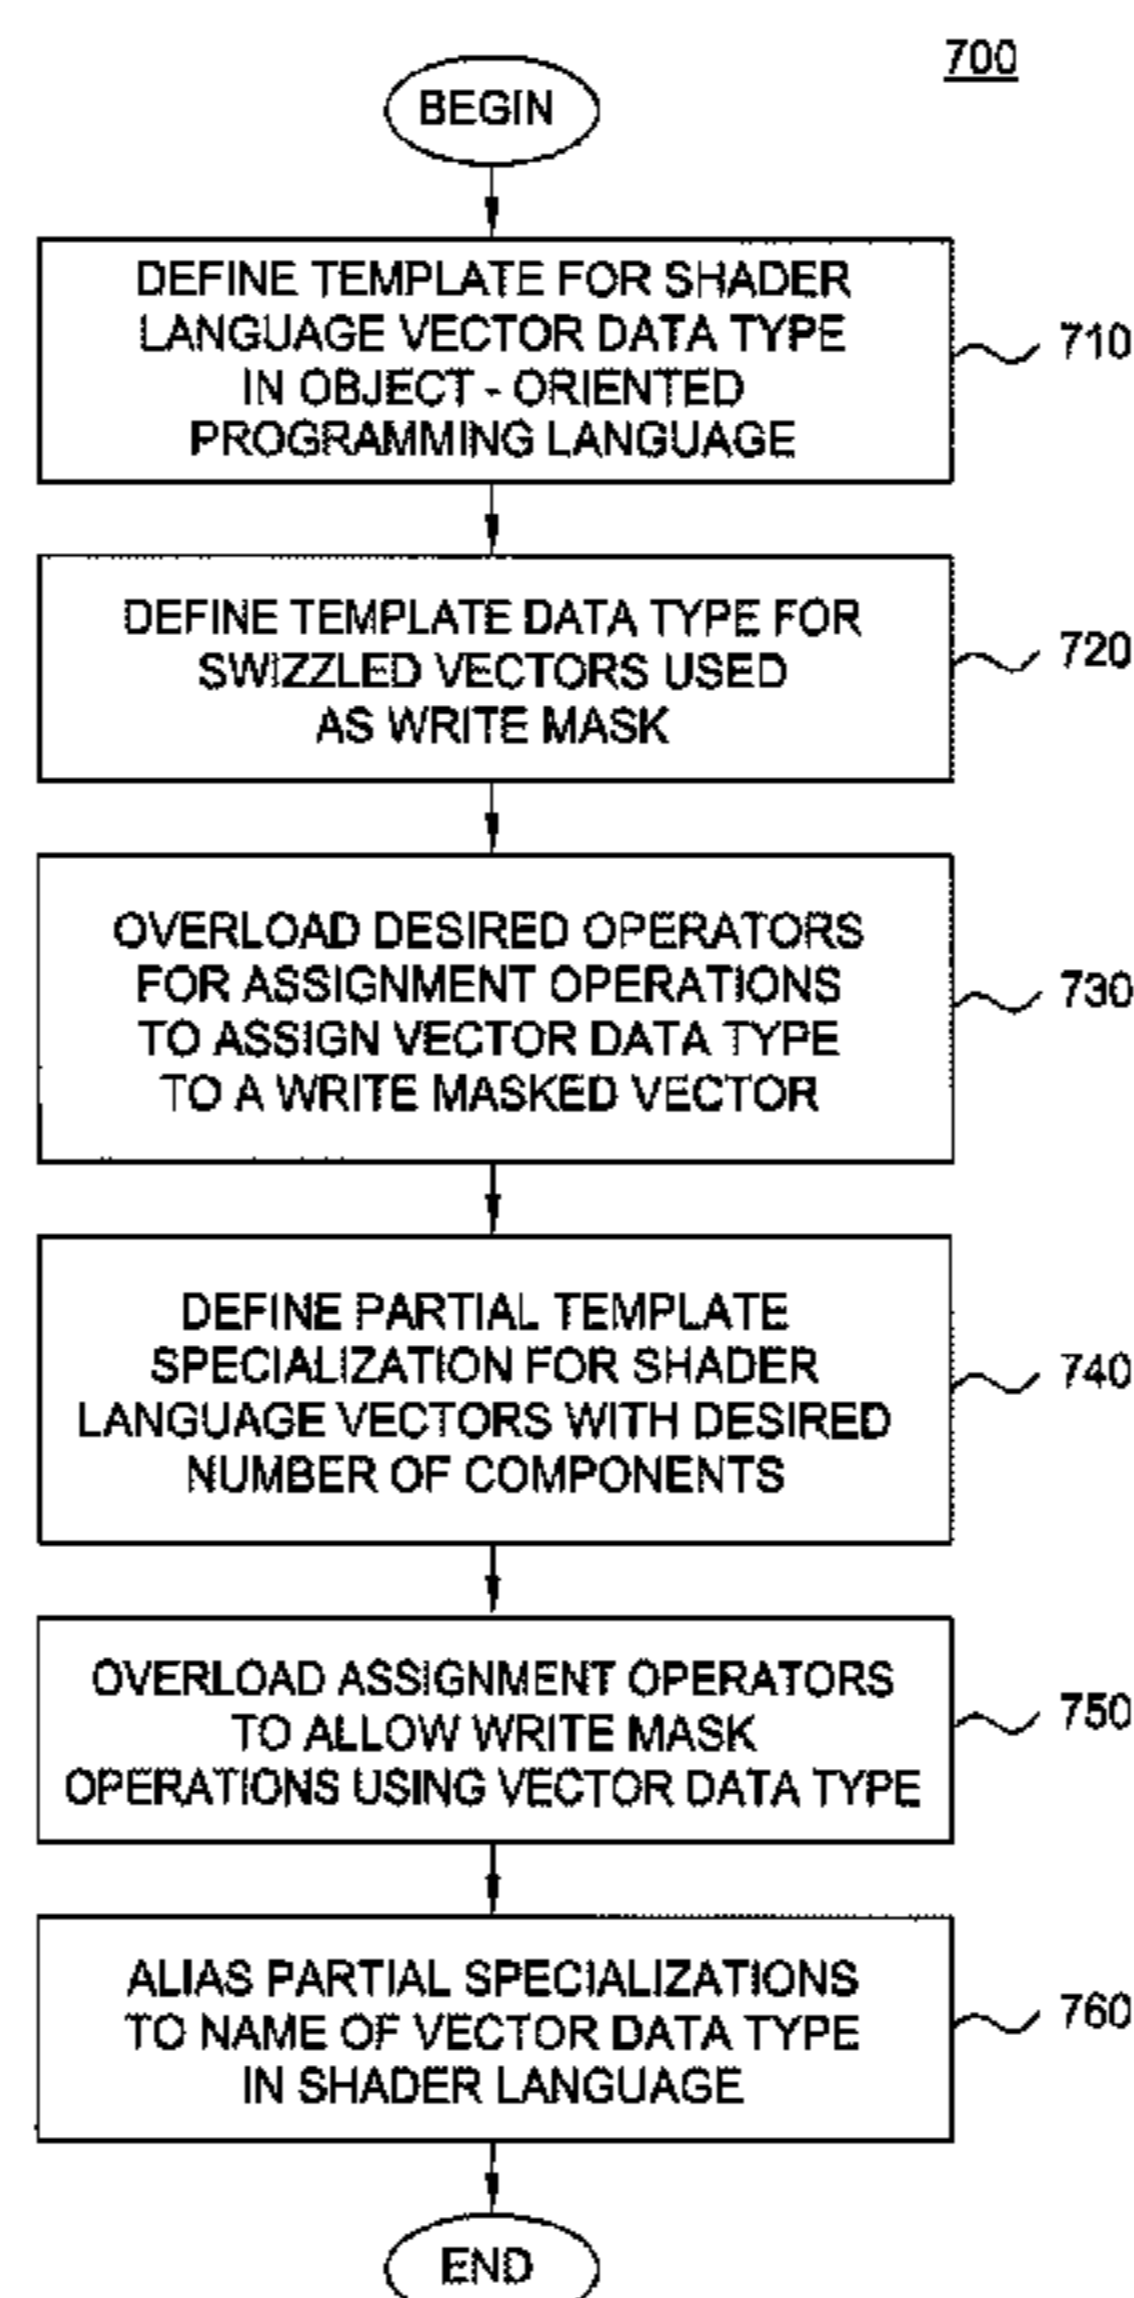 700
BEGIN
DEFINE TEMPLATE FOR SHADER
LANGUAGE VECTOR DATA TYPE
IN OBJECT - ORIENTED
PROGRAMMING LANGUAGE
710
DEFINE TEMPLATE DATA TYPE FOR
SWIZZLED VECTORS USED
AS WRITE MASK
720
OVERLOAD DESIRED OPERATORS
FOR ASSIGNMENT OPERATIONS
TO ASSIGN VECTOR DATA TYPE
TO A WRITE MASKED VECTOR
730
DEFINE PARTIAL TEMPLATE
SPECIALIZATION FOR SHADER
LANGUAGE VECTORS WITH DESIRED
NUMBER OF COMPONENTS
740
OVERLOAD ASSIGNMENT OPERATORS
TO ALLOW WRITE MASK
OPERATIONS USING VECTOR DATA TYPE
750
ALIAS PARTIAL SPECIALIZATIONS
TO NAME OF VECTOR DATA TYPE
IN SHADER LANGUAGE
760
END